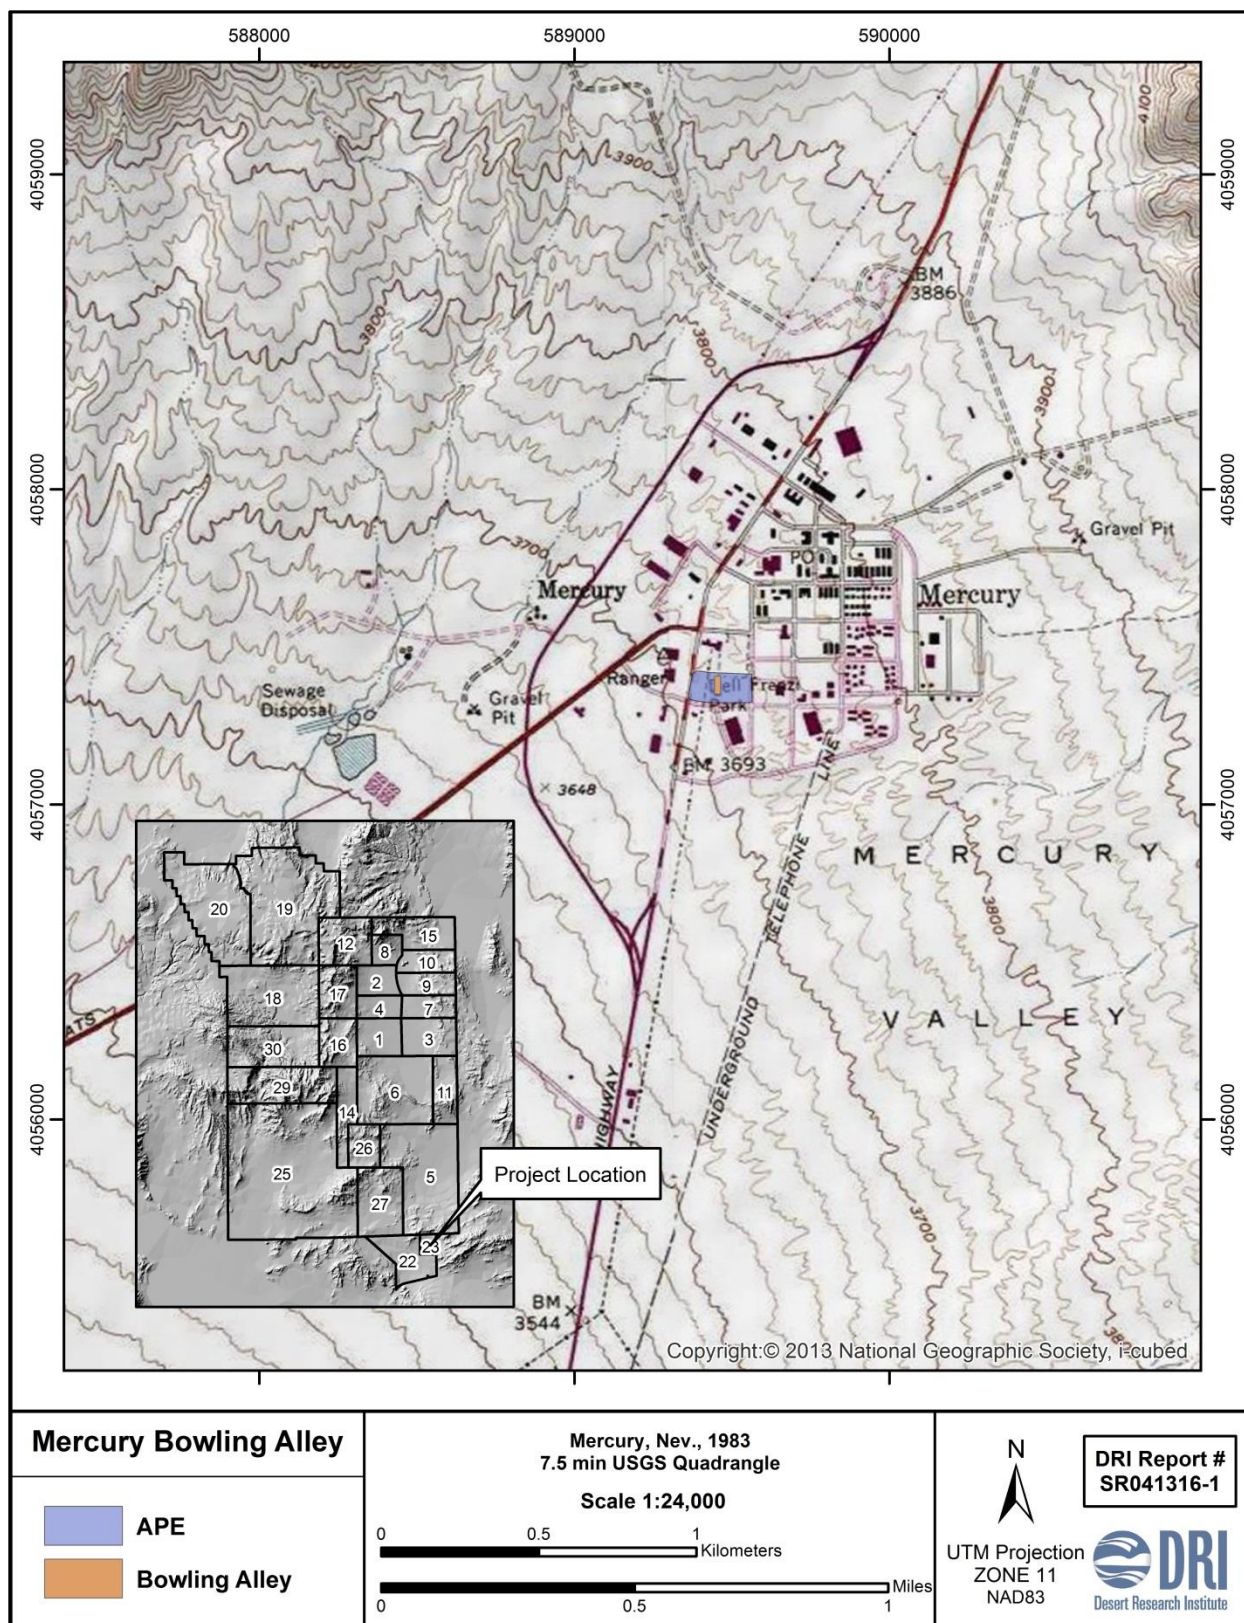 588000 589000 590000
4059000
4059000
4058000
4058000
4057000
4057000
4056000
4056000
4100
3900
BM
3886
3800
3800
3900
3700
Gravel Pit
PO
Mercury
Mercury
Ranger
Sewage
Disposal
Gravel
Pit
Park
BM 3693
3648
LINE
TELEPHONE
UNDERGROUND
MERCURY
VALLEY
3800
3700
HIGHWAY
BM
3544
20
19
12
8
15
10
2
9
18
17
4
7
1
3
30
16
29
6
11
14
26
25
5
27
23
22
Project Location
Copyright:© 2013 National Geographic Society, i-cubed
Mercury Bowling Alley
APE
Bowling Alley
Mercury, Nev., 1983
7.5 min USGS Quadrangle
Scale 1:24,000
0 0.5 1
Kilometers
Miles
0 0.5 1
N
UTM Projection
ZONE 11
NAD83
DRI Report #
SR041316-1
DRI
Desert Research Institute